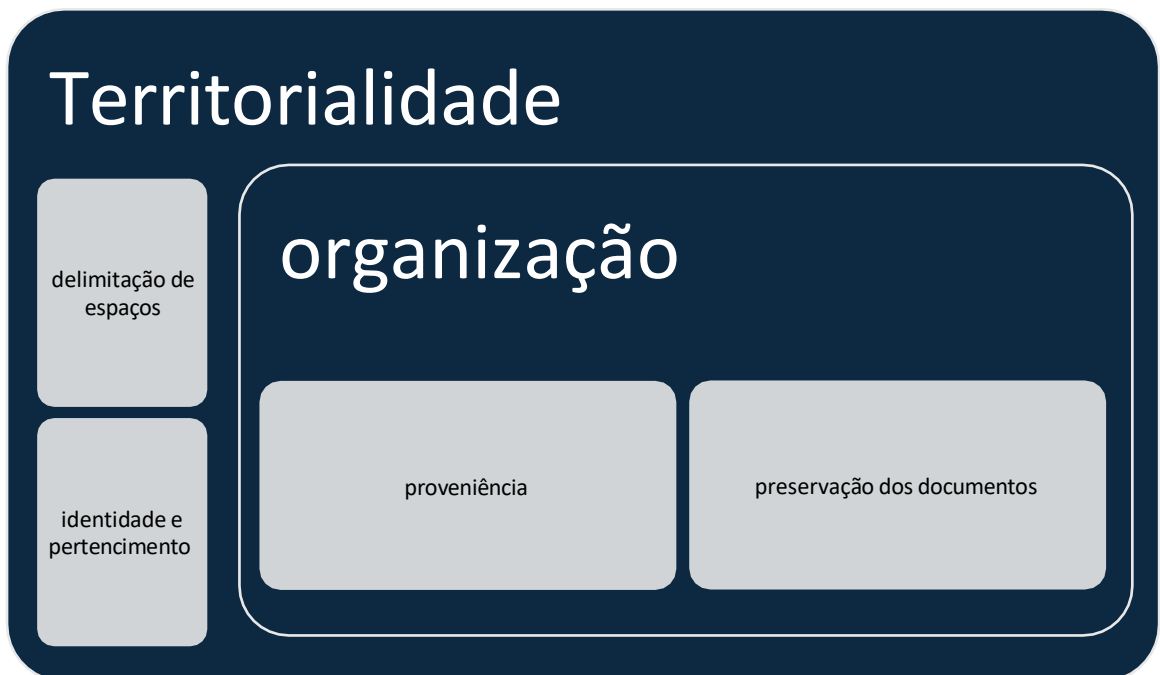 Territorialidade
delimitação de
espaços
identidade e
pertencimento
organização
proveniência
preservação dos documentos